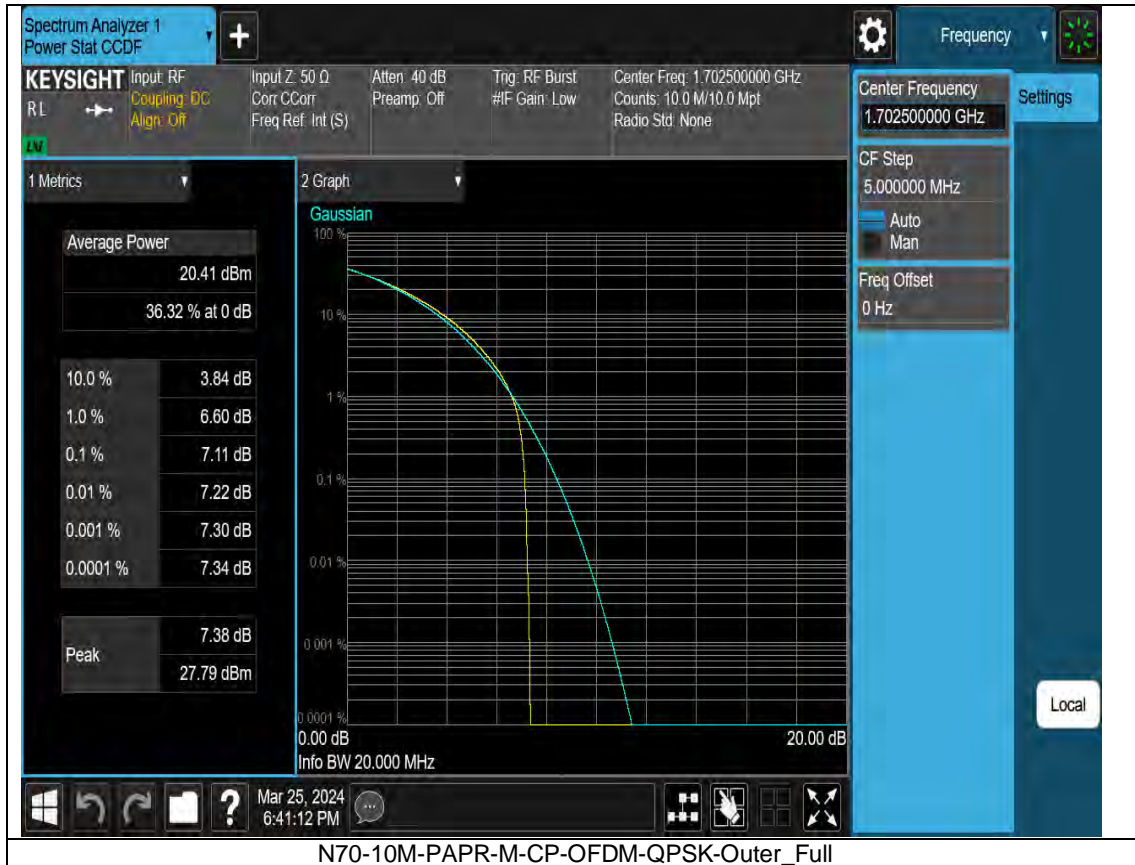 Spectrum Analyzer 1
Power Stat CCDF
Frequency
KEYSIGHT
Input: RF
Input Z: 50 Ω
Atten: 40 dB
Trig: RF Burst
Center Freq: 1.702500000 GHz
RL
Coupling: DC
Corr CCorr
Preamp: Off
#IF Gain: Low
Counts: 10.0 M/10.0 Mpt
Align: Off
Freq Ref: Int (S)
Radio Std: None
Center Frequency
1.702500000 GHz
Settings
CF Step
5.000000 MHz
Auto
Man
Freq Offset
0 Hz
1 Metrics
Average Power
20.41 dBm
36.32 % at 0 dB
10.0 % 3.84 dB
1.0 % 6.60 dB
0.1 % 7.11 dB
0.01 % 7.22 dB
0.001 % 7.30 dB
0.0001 % 7.34 dB
Peak
7.38 dB
27.79 dBm
2 Graph
Gaussian
100 %
10 %
1 %
0.1 %
0.01 %
0.001 %
0.0001 %
0.00 dB
20.00 dB
Info BW 20.000 MHz
Local
?
Mar 25, 2024
6:41:12 PM
N70-10M-PAPR-M-CP-OFDM-QPSK-Outer_Full